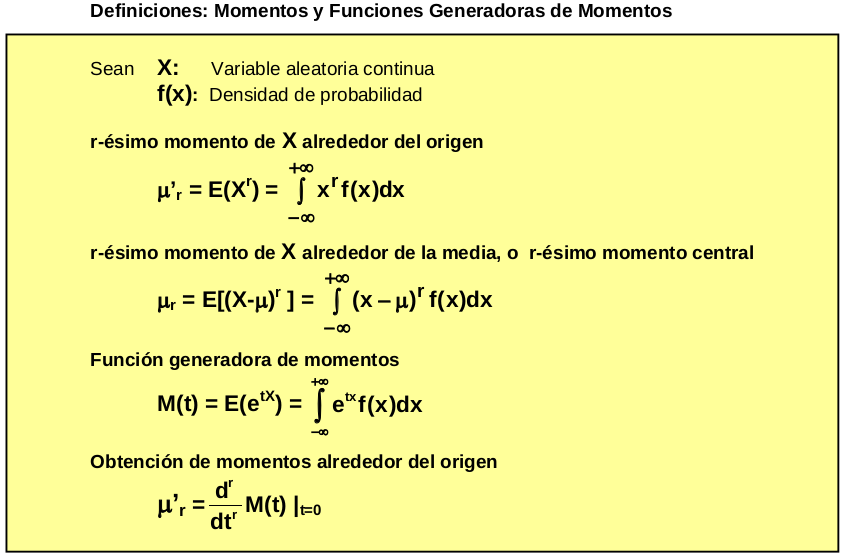 Definiciones: Momentos y Funciones Generadoras de Momentos
Sean X: Variable aleatoria continua
f(x): Densidad de probabilidad
r-ésimo momento de X alrededor del origen
μ’r = E(X^r) = ∫_{−∞}^{+∞} x^r f(x)dx
r-ésimo momento de X alrededor de la media, o r-ésimo momento central
μr = E[(X-μ)^r ] = ∫_{−∞}^{+∞} (x – μ)^r f(x)dx
Función generadora de momentos
M(t) = E(e^{tX}) = ∫_{−∞}^{+∞} e^{tx} f(x)dx
Obtención de momentos alrededor del origen
μ’r = d^r/dt^r M(t) |t=0